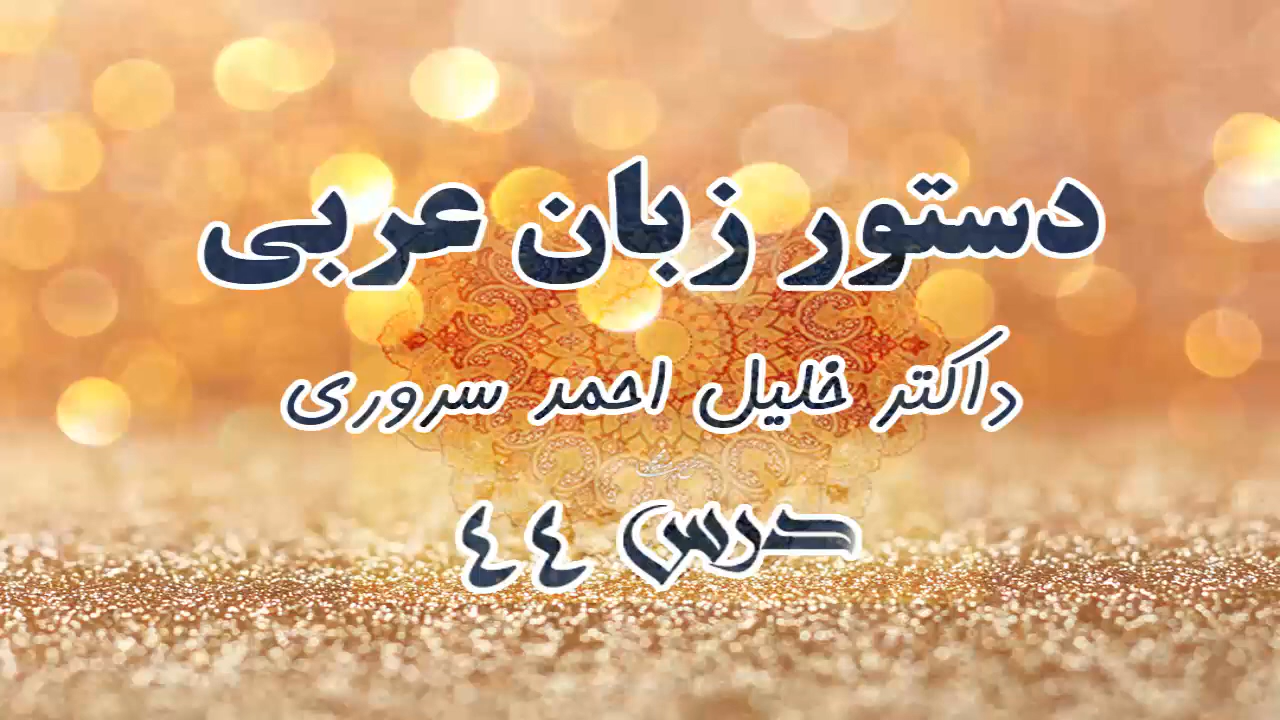 دستور زبان عربی
داکتر خلیل احمد سروری
درس ٤٤